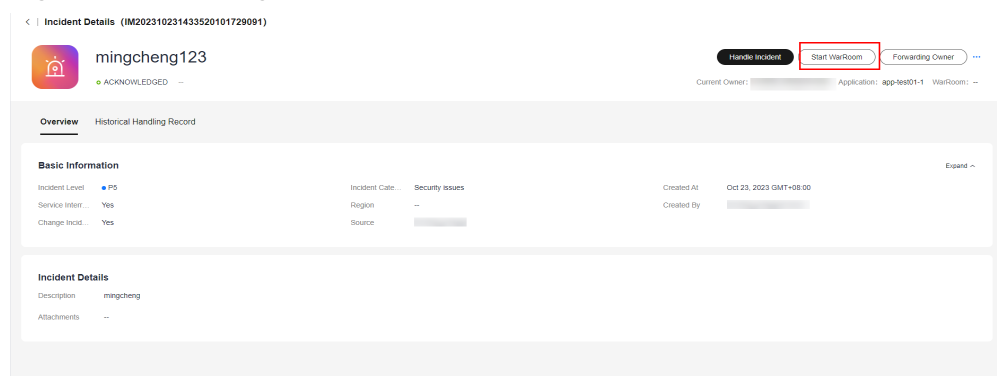 < | Incident Details (IM202310231433520101729091)
mingcheng123
ACKNOWLEDGED --
Handle Incident Start WarRoom Forwarding Owner ...
Current Owner: Application: app-test01-1 WarRoom: --
Overview Historical Handling Record
Basic Information Expand
Incident Level P5 Incident Cate... Security issues Created At Oct 23, 2023 GMT+08:00
Service Interr... Yes Region -- Created By
Change Incid... Yes Source
Incident Details
Description mingcheng
Attachments --